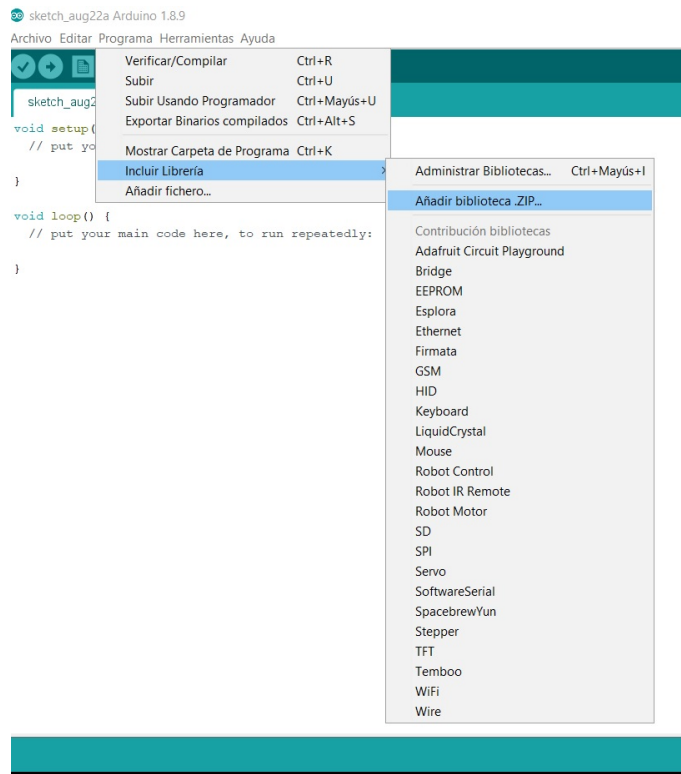 sketch_aug22a Arduino 1.8.9
Archivo Editar Programa Herramientas Ayuda
Verificar/Compilar Ctrl+R
Subir Ctrl+U
Subir Usando Programador Ctrl+Mayús+U
Exportar Binarios compilados Ctrl+Alt+S
Mostrar Carpeta de Programa Ctrl+K
Incluir Librería
Añadir fichero...
Administrar Bibliotecas... Ctrl+Mayús+I
Añadir biblioteca .ZIP...
Contribución bibliotecas
Adafruit Circuit Playground
Bridge
EEPROM
Esplora
Ethernet
Firmata
GSM
HID
Keyboard
LiquidCrystal
Mouse
Robot Control
Robot IR Remote
Robot Motor
SD
SPI
Servo
SoftwareSerial
SpacebrewYun
Stepper
TFT
Temboo
WiFi
Wire
sketch_aug2
void setup(
// put yo
}
void loop() {
// put your main code here, to run repeatedly:
}